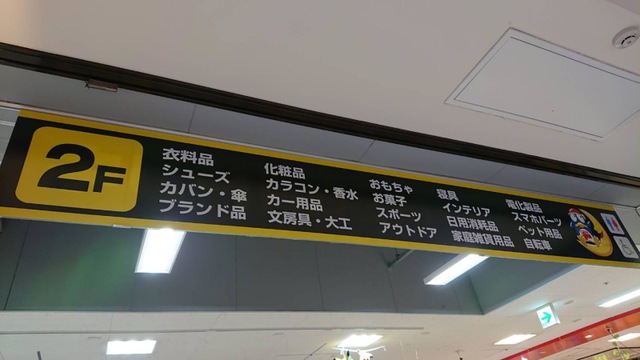 2F
衣料品
シューズ
カバン・傘
ブランド品
化粧品
カラコン・香水
カー用品
文房具・大工
おもちゃ
お菓子
スポーツ
アウトドア
寝具
インテリア
日用消耗品
家庭雑貨用品
電化製品
スマホパーツ
ペット用品
自転車